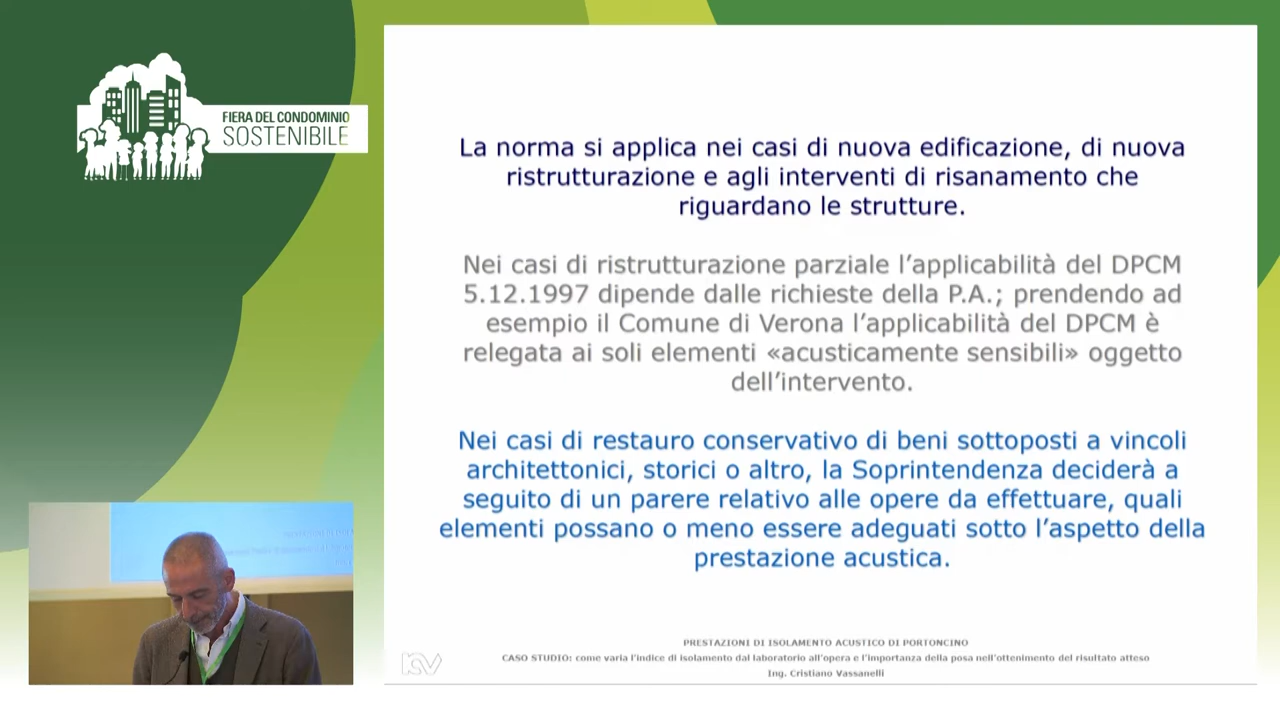 FIERA DEL CONDOMINIO
SOSTENIBILE
La norma si applica nei casi di nuova edificazione, di nuova
ristrutturazione e agli interventi di risanamento che
riguardano le strutture.
Nei casi di ristrutturazione parziale l’applicabilità del DPCM
5.12.1997 dipende dalle richieste della P.A.; prendendo ad
esempio il Comune di Verona l’applicabilità del DPCM è
relegata ai soli elementi «acusticamente sensibili» oggetto
dell’intervento.
Nei casi di restauro conservativo di beni sottoposti a vincoli
architettonici, storici o altro, la Soprintendenza deciderà a
seguito di un parere relativo alle opere da effettuare, quali
elementi possano o meno essere adeguati sotto l’aspetto della
prestazione acustica.
PRESTAZIONI DI ISOLAMENTO ACUSTICO DI PORTONCINO
CASO STUDIO: come varia l’indice di isolamento dal laboratorio all’opera e l’importanza della posa nell’ottenimento del risultato atteso
Ing. Cristiano Vassanelli